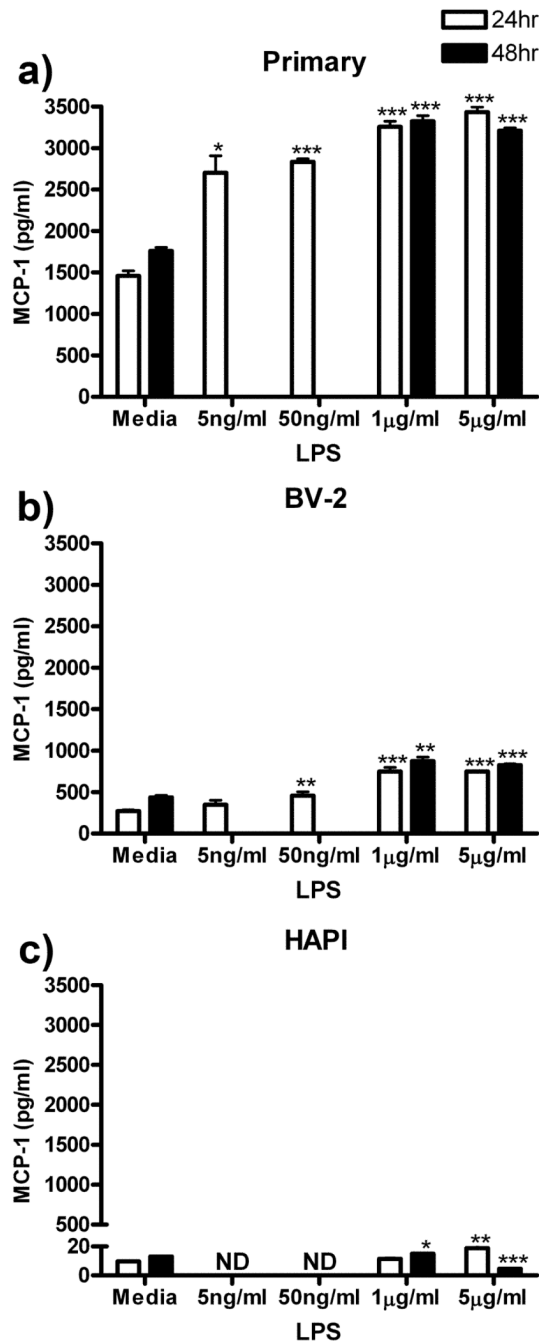 24hr
48hr
a) Primary
*** *** *** ***
* ***
3500
3000
2500
2000
1500
1000
500
0
MCP-1 (pg/ml)
Media 5ng/ml 50ng/ml 1μg/ml 5μg/ml
LPS
b) BV-2
3500
3000
2500
2000
1500
1000
500
0
MCP-1 (pg/ml)
** *** ** *** ***
Media 5ng/ml 50ng/ml 1μg/ml 5μg/ml
LPS
c) HAPI
3500
3000
2500
2000
1500
1000
500
20
0
MCP-1 (pg/ml)
ND ND * ** ***
Media 5ng/ml 50ng/ml 1μg/ml 5μg/ml
LPS